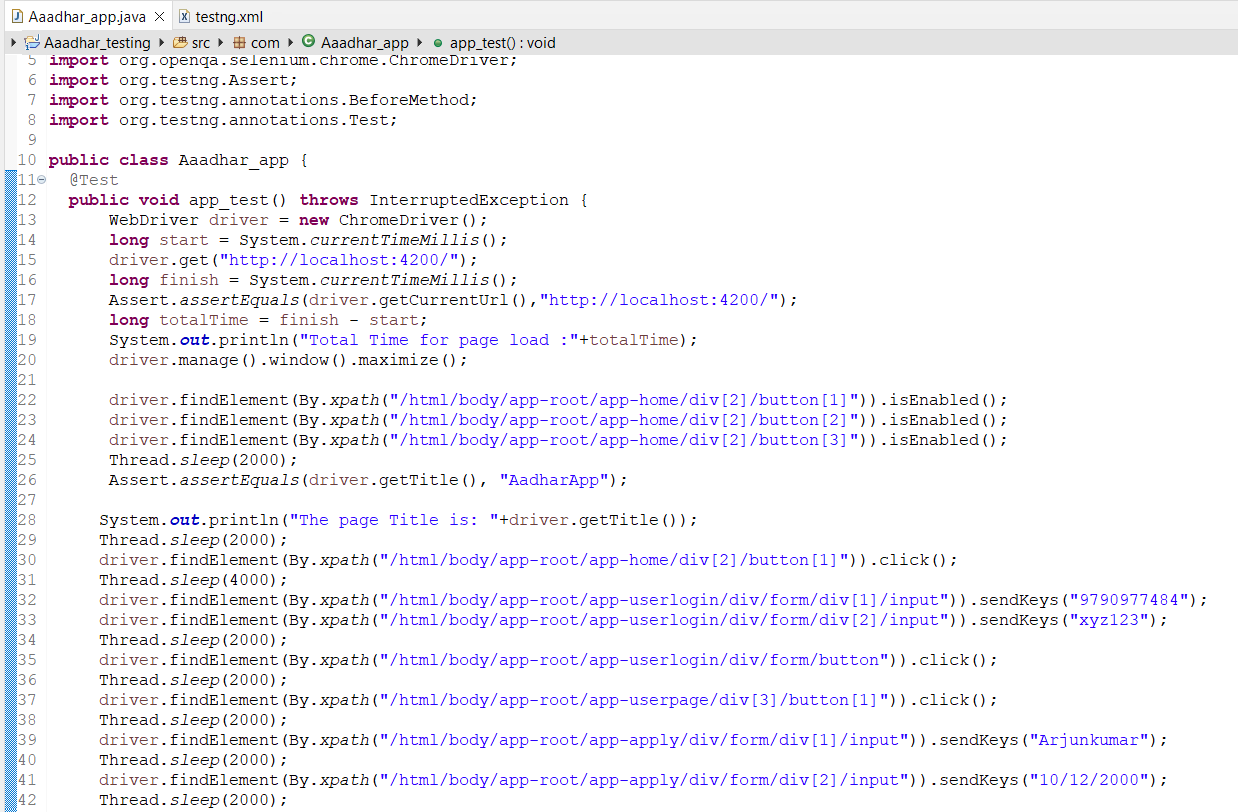 Aaadhar_app.java testng.xml
Aaadhar_testing src com Aaadhar_app app_test() : void
5 import org.openqa.selenium.chrome.ChromeDriver;
6 import org.testng.Assert;
7 import org.testng.annotations.BeforeMethod;
8 import org.testng.annotations.Test;
9
10 public class Aaadhar_app {
11 @Test
12 public void app_test() throws InterruptedException {
13 WebDriver driver = new ChromeDriver();
14 long start = System.currentTimeMillis();
15 driver.get("http://localhost:4200/");
16 long finish = System.currentTimeMillis();
17 Assert.assertEquals(driver.getCurrentUrl(),"http://localhost:4200/");
18 long totalTime = finish - start;
19 System.out.println("Total Time for page load :"+totalTime);
20 driver.manage().window().maximize();
21
22 driver.findElement(By.xpath("/html/body/app-root/app-home/div[2]/button[1]")).isEnabled();
23 driver.findElement(By.xpath("/html/body/app-root/app-home/div[2]/button[2]")).isEnabled();
24 driver.findElement(By.xpath("/html/body/app-root/app-home/div[2]/button[3]")).isEnabled();
25 Thread.sleep(2000);
26 Assert.assertEquals(driver.getTitle(), "AadharApp");
27
28 System.out.println("The page Title is: "+driver.getTitle());
29 Thread.sleep(2000);
30 driver.findElement(By.xpath("/html/body/app-root/app-home/div[2]/button[1]")).click();
31 Thread.sleep(4000);
32 driver.findElement(By.xpath("/html/body/app-root/app-userlogin/div/form/div[1]/input")).sendKeys("9790977484");
33 driver.findElement(By.xpath("/html/body/app-root/app-userlogin/div/form/div[2]/input")).sendKeys("xyz123");
34 Thread.sleep(2000);
35 driver.findElement(By.xpath("/html/body/app-root/app-userlogin/div/form/button")).click();
36 Thread.sleep(2000);
37 driver.findElement(By.xpath("/html/body/app-root/app-userpage/div[3]/button[1]")).click();
38 Thread.sleep(2000);
39 driver.findElement(By.xpath("/html/body/app-root/app-apply/div/form/div[1]/input")).sendKeys("Arjunkumar");
40 Thread.sleep(2000);
41 driver.findElement(By.xpath("/html/body/app-root/app-apply/div/form/div[2]/input")).sendKeys("10/12/2000");
42 Thread.sleep(2000);